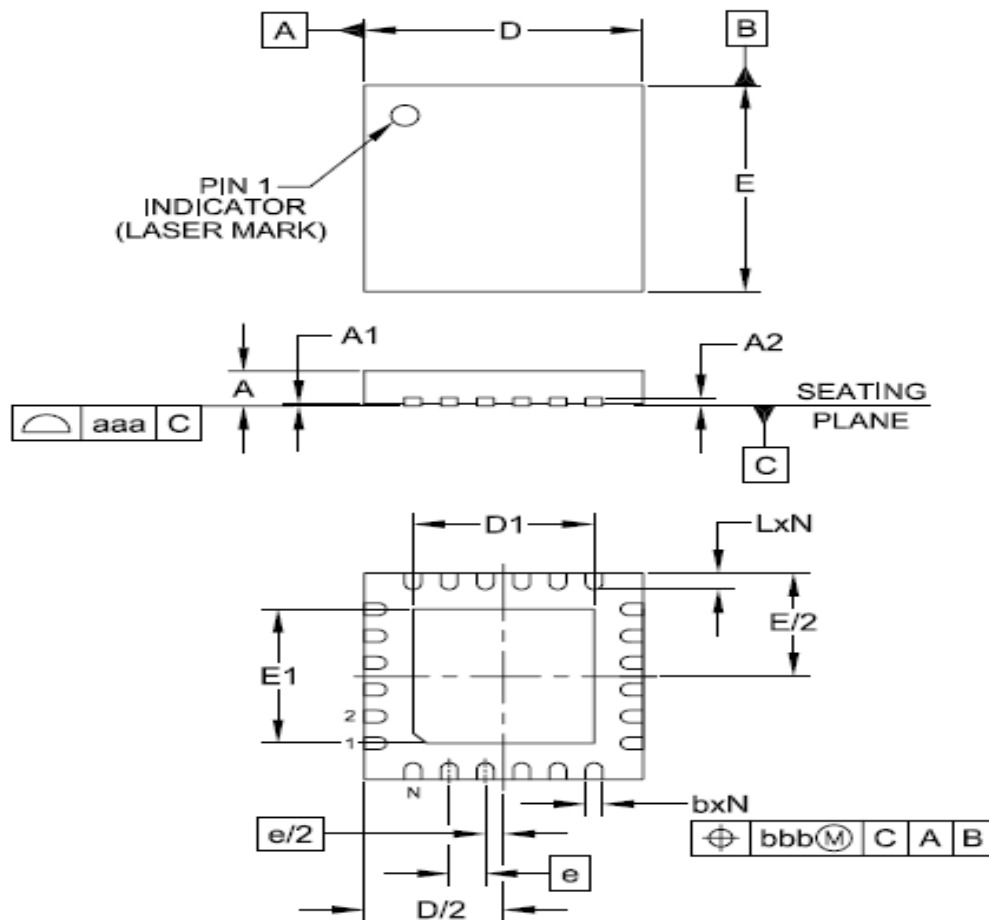 A
D
B
PIN 1
INDICATOR
(LASER MARK)
E
A1
A2
A
SEATING
PLANE
aaa C
C
D1
LxN
E/2
E1
2
1
N
bxN
e/2
bbbⓂ C A B
e
D/2